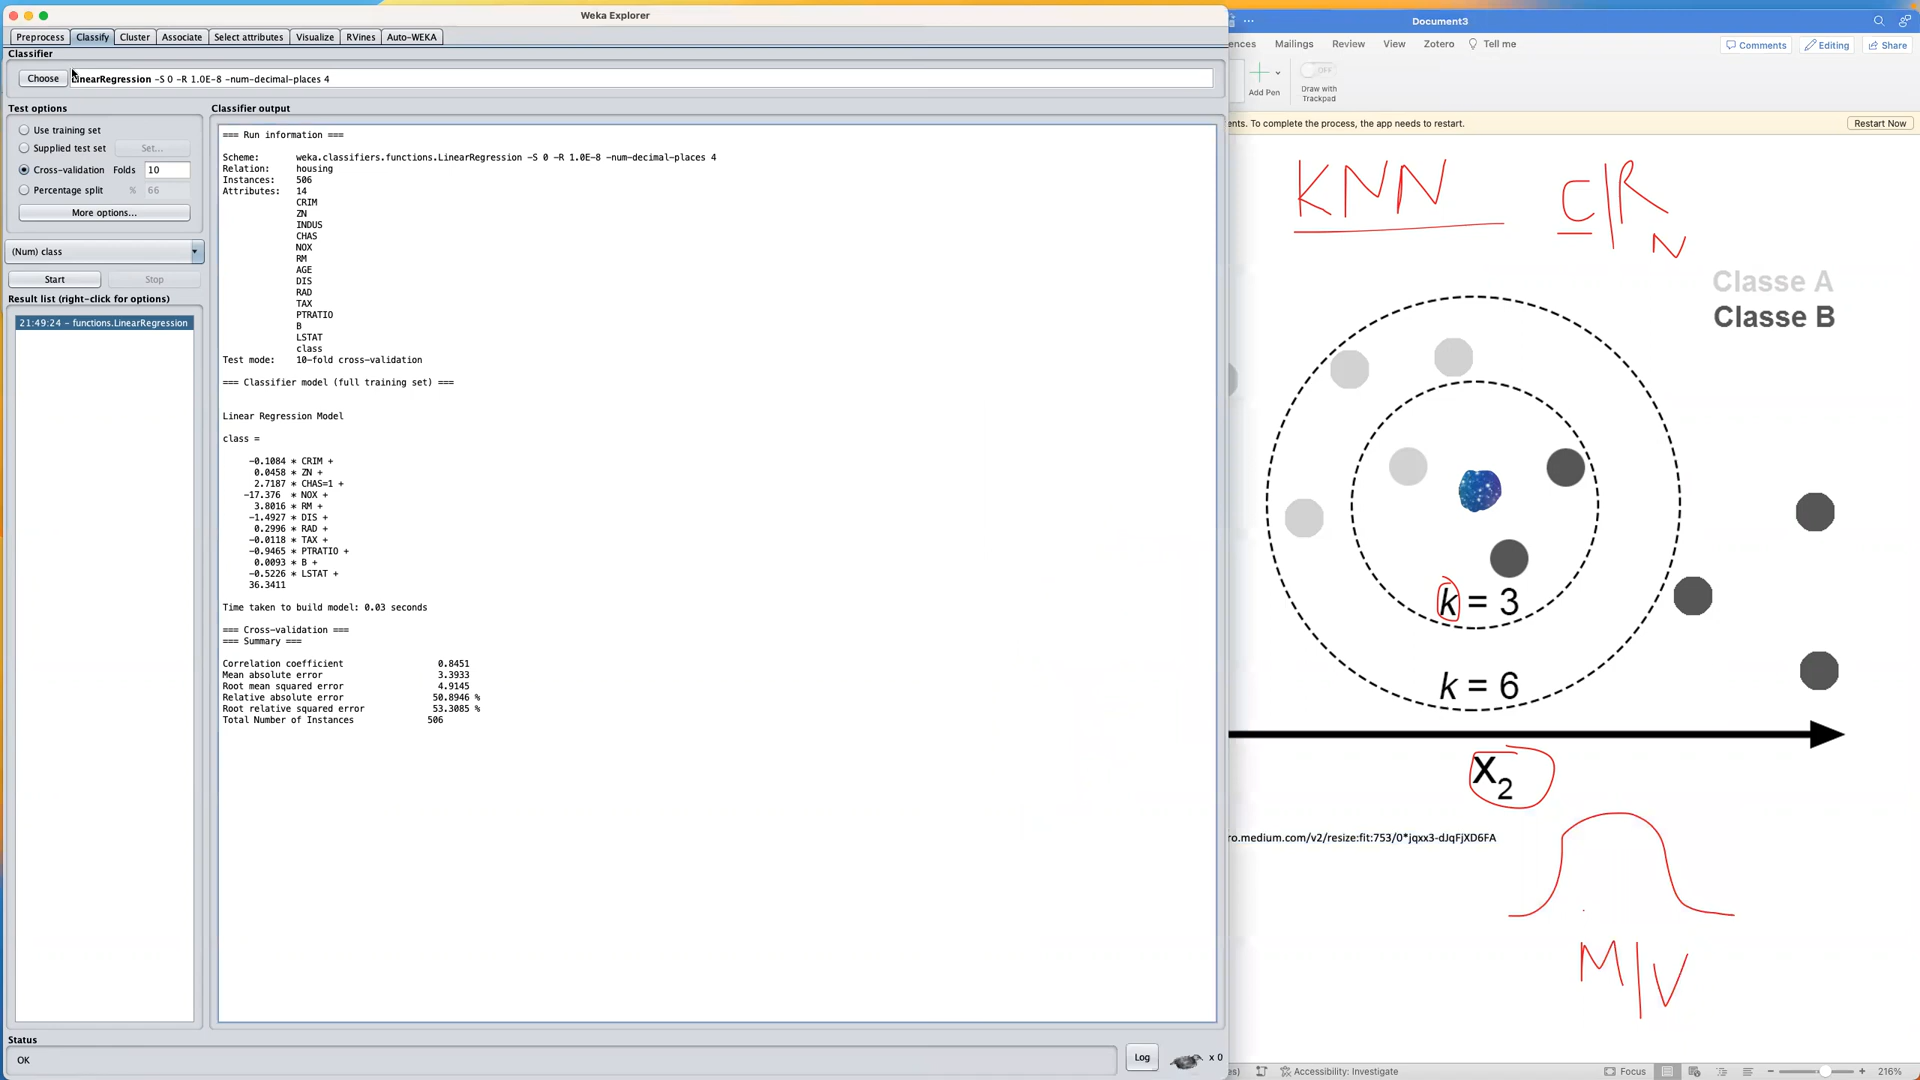 Weka Explorer
Preprocess Classify Cluster Associate Select attributes Visualize RVines Auto-WEKA
Classifier
Choose LinearRegression -S 0 -R 1.0E-8 -num-decimal-places 4
Test options
Use training set
Supplied test set Set...
Cross-validation Folds 10
Percentage split % 66
More options...
(Num) class
Start Stop
Result list (right-click for options)
21:49:24 - functions.LinearRegression
Classifier output
=== Run information ===
Scheme: weka.classifiers.functions.LinearRegression -S 0 -R 1.0E-8 -num-decimal-places 4
Relation: housing
Instances: 506
Attributes: 14
CRIM
ZN
INDUS
CHAS
NOX
RM
AGE
DIS
RAD
TAX
PTRATIO
B
LSTAT
class
Test mode: 10-fold cross-validation
=== Classifier model (full training set) ===
Linear Regression Model
class =
-0.1084 * CRIM +
0.0458 * ZN +
2.7187 * CHAS=1 +
-17.376 * NOX +
3.8016 * RM +
-1.4927 * DIS +
0.2996 * RAD +
-0.0118 * TAX +
-0.9465 * PTRATIO +
0.0093 * B +
-0.5226 * LSTAT +
36.3411
Time taken to build model: 0.03 seconds
=== Cross-validation ===
=== Summary ===
Correlation coefficient 0.8451
Mean absolute error 3.3933
Root mean squared error 4.9145
Relative absolute error 50.8946 %
Root relative squared error 53.3085 %
Total Number of Instances 506
Status
OK
Log x 0
Document3
ences Mailings Review View Zotero Tell me
Comments Editing Share
OFF
Add Pen Draw with Trackpad
ents. To complete the process, the app needs to restart. Restart Now
KNN C|R
N
Classe A
Classe B
k = 3
k = 6
X2
ro.medium.com/v2/resize:fit:753/0*jqxx3-dJqFjXD6FA
M/V
es) Accessibility: Investigate Focus 216%